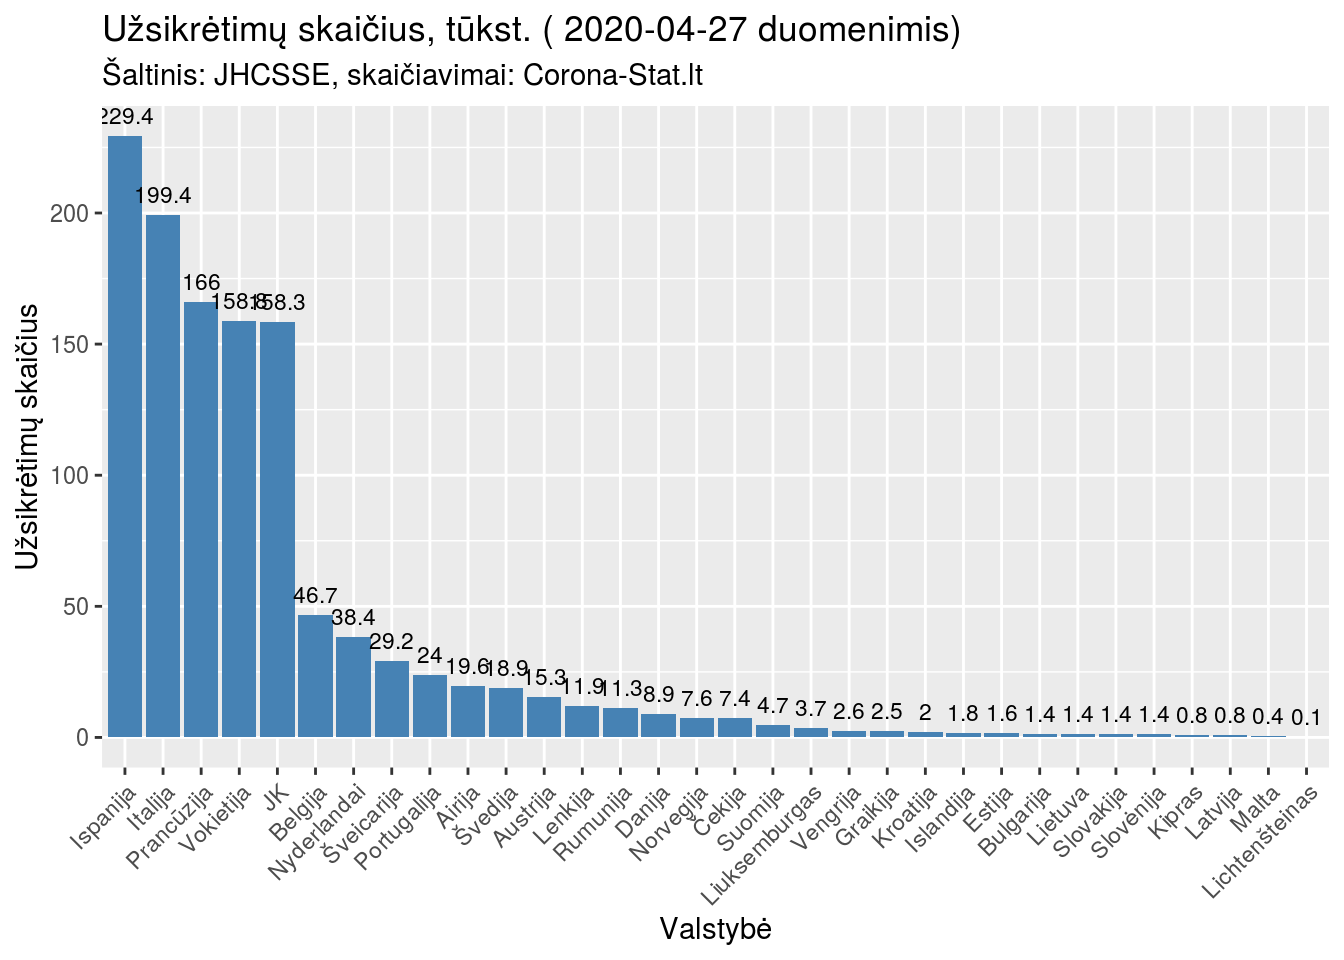 Užsikrėtimų skaičius, tūkst. ( 2020-04-27 duomenimis)
Šaltinis: JHCSSE, skaičiavimai: Corona-Stat.lt
Užsikrėtimų skaičius
200
150
100
50
0
229.4
199.4
166
158.8
158.3
46.7
38.4
29.2
24
19.6
18.9
15.3
11.9
11.3
8.9
7.6
7.4
4.7
3.7
2.6
2.5
2
1.8
1.6
1.4
1.4
1.4
1.4
0.8
0.8
0.4
0.1
Ispanija
Italija
Prancūzija
Vokietija
JK
Belgija
Nyderlandai
Šveicarija
Portugalija
Airija
Švedija
Austrija
Lenkija
Rumunija
Danija
Norvegija
Čekija
Suomija
Liuksemburgas
Vengrija
Graikija
Kroatija
Islandija
Estija
Bulgarija
Lietuva
Slovakija
Slovėnija
Kipras
Latvija
Malta
Lichtenšteinas
Valstybė